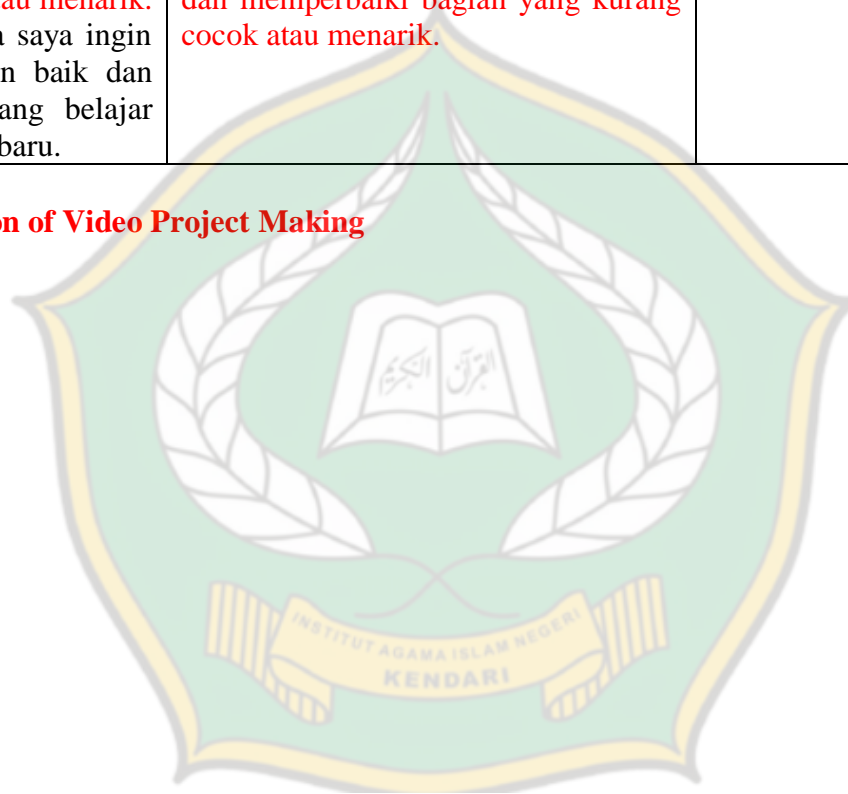 au menarik.
a saya ingin
n baik dan
ang belajar
baru.
dan memperbaiki bagian yang kurang
cocok atau menarik.
on of Video Project Making
القرآن الكريم
INSTITUT AGAMA ISLAM NEGERI
KENDARI